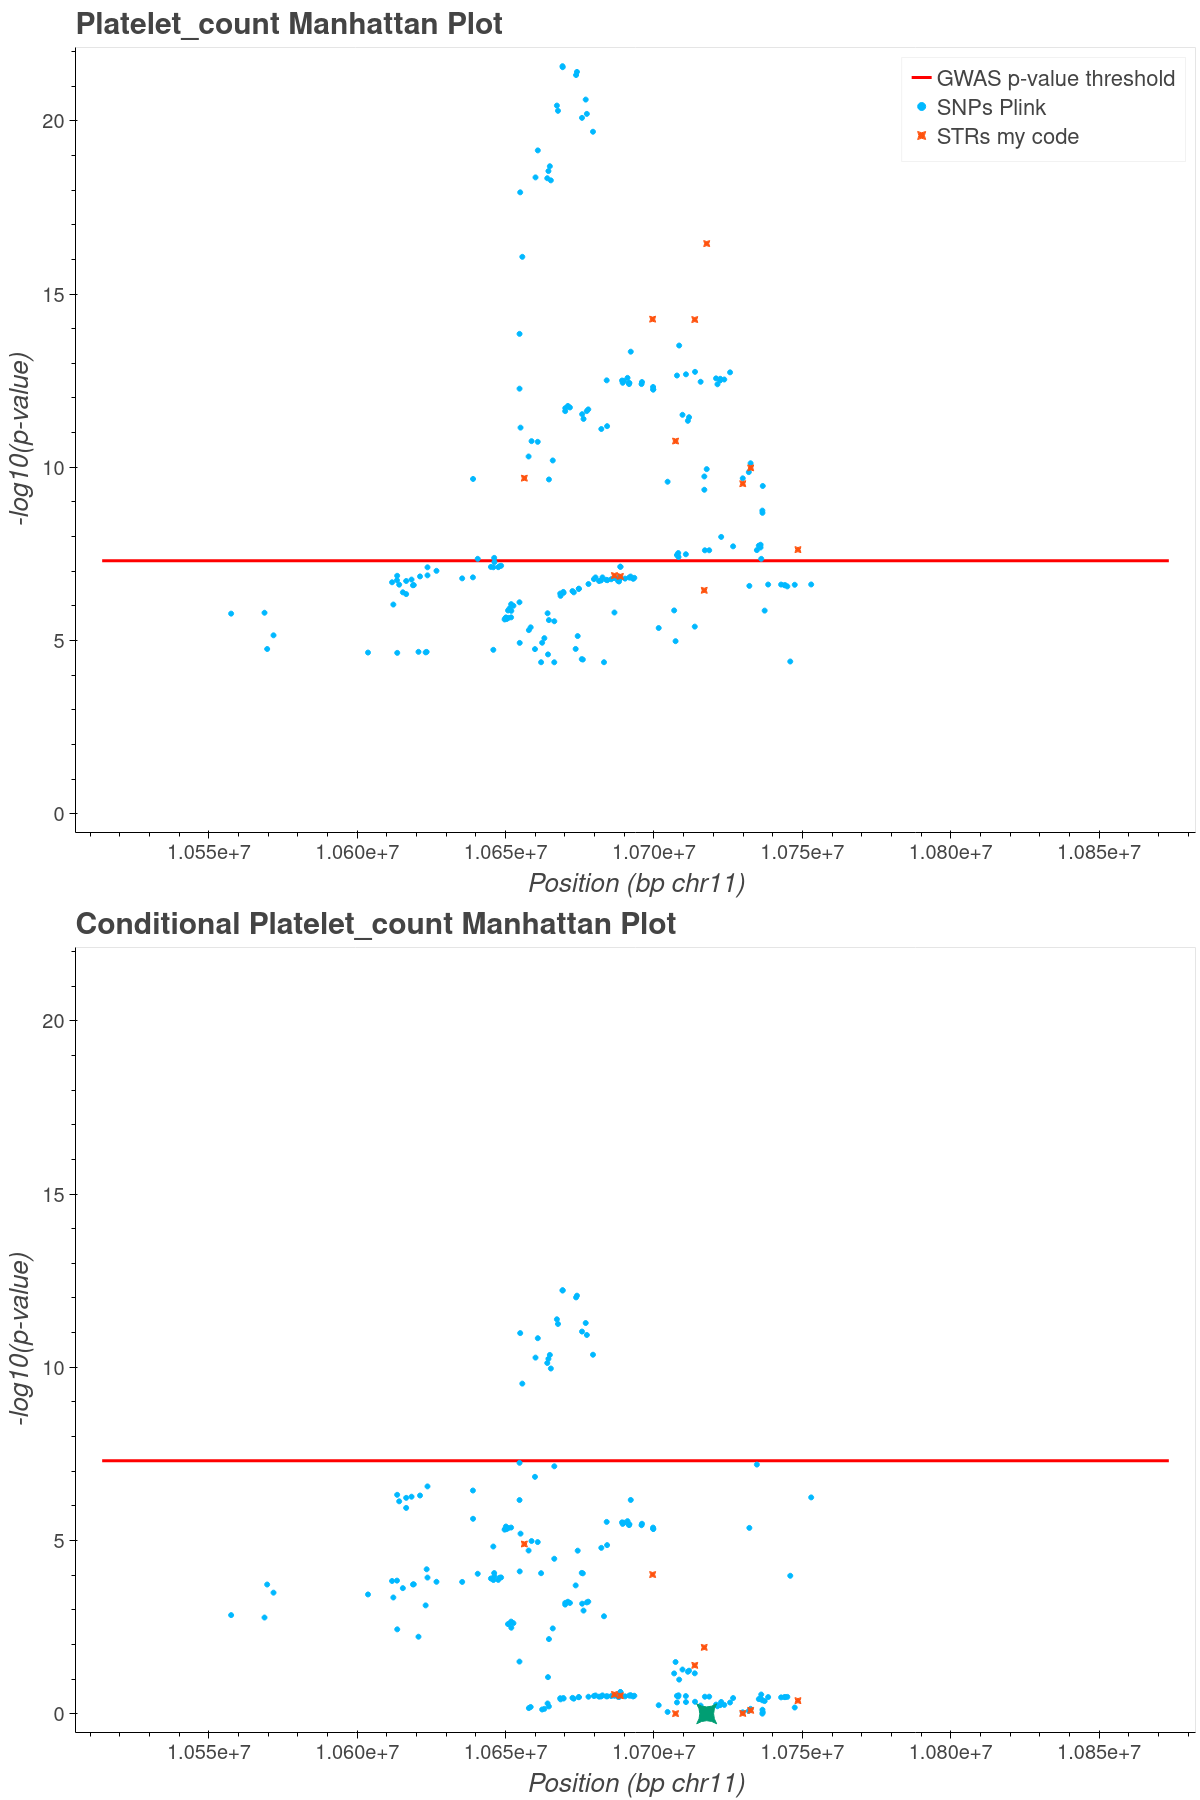 Platelet_count Manhattan Plot
GWAS p-value threshold
SNPs Plink
STRs my code
20
15
10
5
0
-log10(p-value)
1.055e+7 1.060e+7 1.065e+7 1.070e+7 1.075e+7 1.080e+7 1.085e+7
Position (bp chr11)
Conditional Platelet_count Manhattan Plot
20
15
10
5
0
-log10(p-value)
1.055e+7 1.060e+7 1.065e+7 1.070e+7 1.075e+7 1.080e+7 1.085e+7
Position (bp chr11)